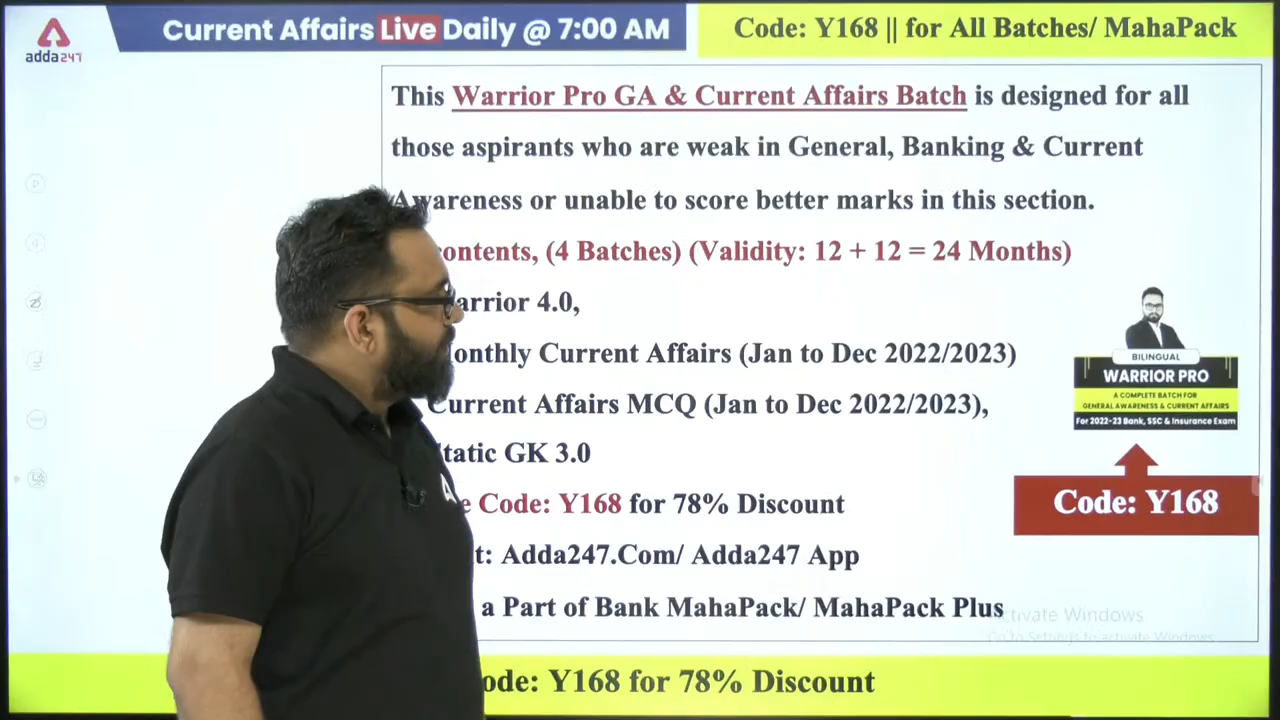 adda247
Current Affairs Live Daily @ 7:00 AM
Code: Y168 || for All Batches/ MahaPack
This Warrior Pro GA & Current Affairs Batch is designed for all
those aspirants who are weak in General, Banking & Current
Awareness or unable to score better marks in this section.
contents, (4 Batches) (Validity: 12 + 12 = 24 Months)
arrior 4.0,
onthly Current Affairs (Jan to Dec 2022/2023)
Current Affairs MCQ (Jan to Dec 2022/2023),
tatic GK 3.0
e Code: Y168 for 78% Discount
t: Adda247.Com/ Adda247 App
a Part of Bank MahaPack/ MahaPack Plus
BILINGUAL
WARRIOR PRO
A COMPLETE BATCH FOR
GENERAL AWARENESS & CURRENT AFFAIRS
For 2022-23 Bank, SSC & Insurance Exam
Code: Y168
Activate Windows
Go to Settings to activate Windows.
ode: Y168 for 78% Discount